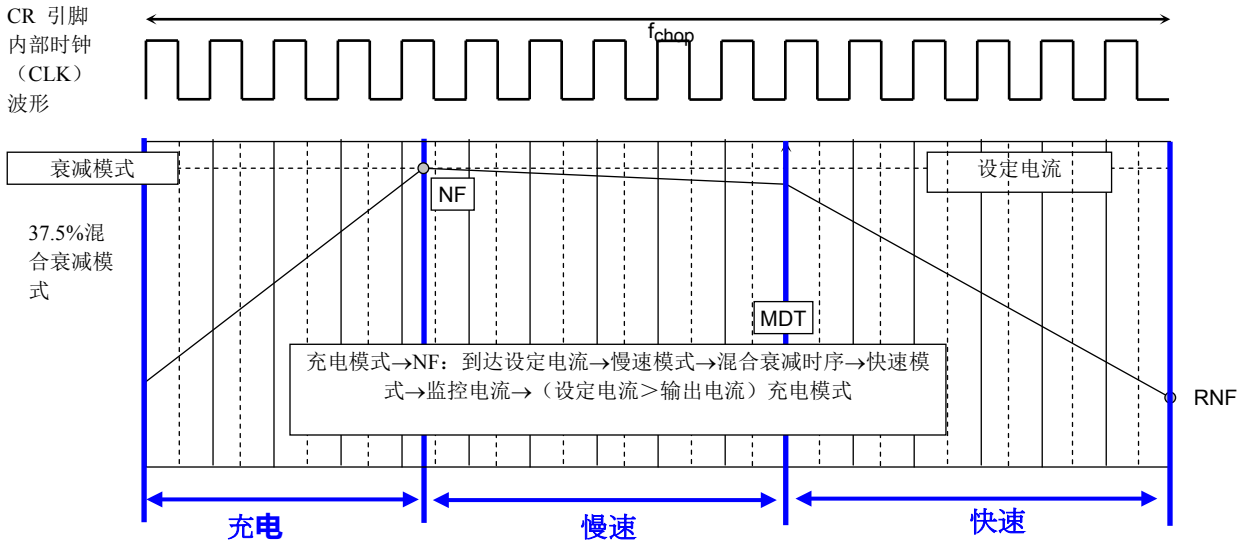 CR 引脚
内部时钟
（CLK）
波形
fchop
衰减模式
设定电流
NF
37.5%混
合衰减模
式
MDT
充电模式→NF：到达设定电流→慢速模式→混合衰减时序→快速模
式→监控电流→（设定电流＞输出电流）充电模式
RNF
充电
慢速
快速